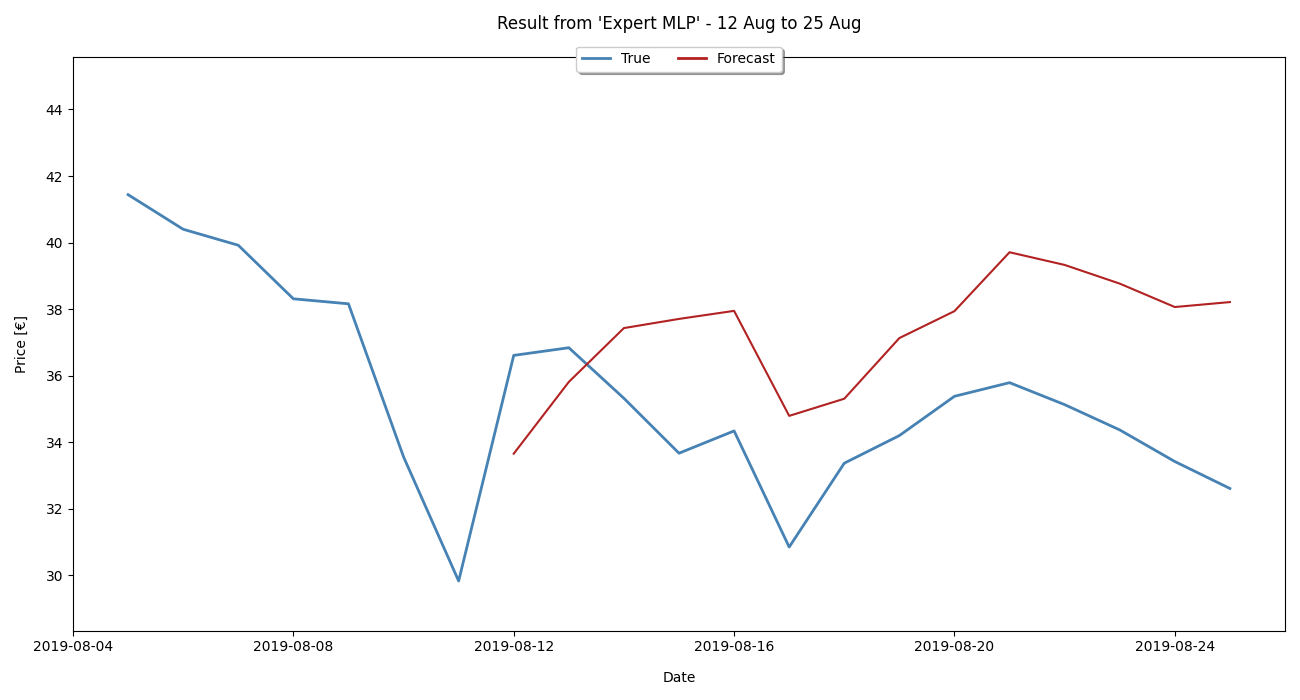 Result from 'Expert MLP' - 12 Aug to 25 Aug
True Forecast
44
42
40
38
36
34
32
30
Price [€]
2019-08-04 2019-08-08 2019-08-12 2019-08-16 2019-08-20 2019-08-24
Date